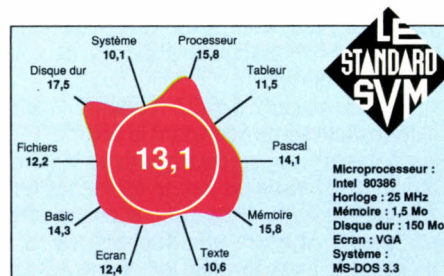 Système
10,1
Processeur
15,8
Disque dur
17,5
Tableur
11,5
Fichiers
12,2
13,1
Pascal
14,1
Basic
14,3
Mémoire
15,8
Ecran
12,4
Texte
10,6
LE
STANDARD
SVM
Microprocesseur :
Intel 80386
Horloge : 25 MHz
Mémoire : 1,5 Mo
Disque dur : 150 Mo
Ecran : VGA
Système :
MS-DOS 3.3